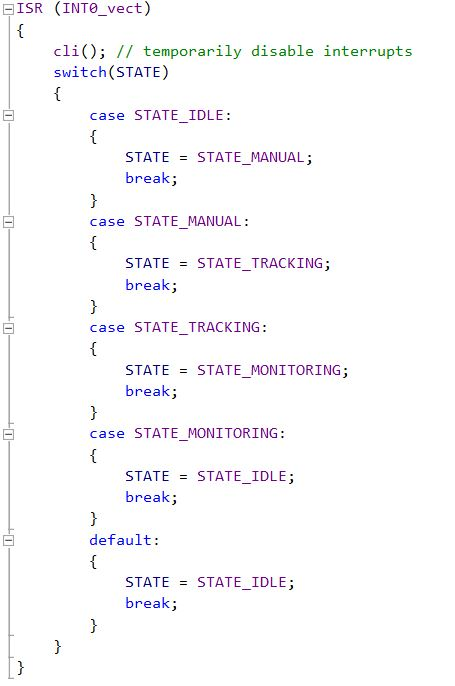 ISR (INT0_vect)
{
    cli(); // temporarily disable interrupts
    switch(STATE)
    {
        case STATE_IDLE:
        {
            STATE = STATE_MANUAL;
            break;
        }
        case STATE_MANUAL:
        {
            STATE = STATE_TRACKING;
            break;
        }
        case STATE_TRACKING:
        {
            STATE = STATE_MONITORING;
            break;
        }
        case STATE_MONITORING:
        {
            STATE = STATE_IDLE;
            break;
        }
        default:
        {
            STATE = STATE_IDLE;
            break;
        }
    }
}